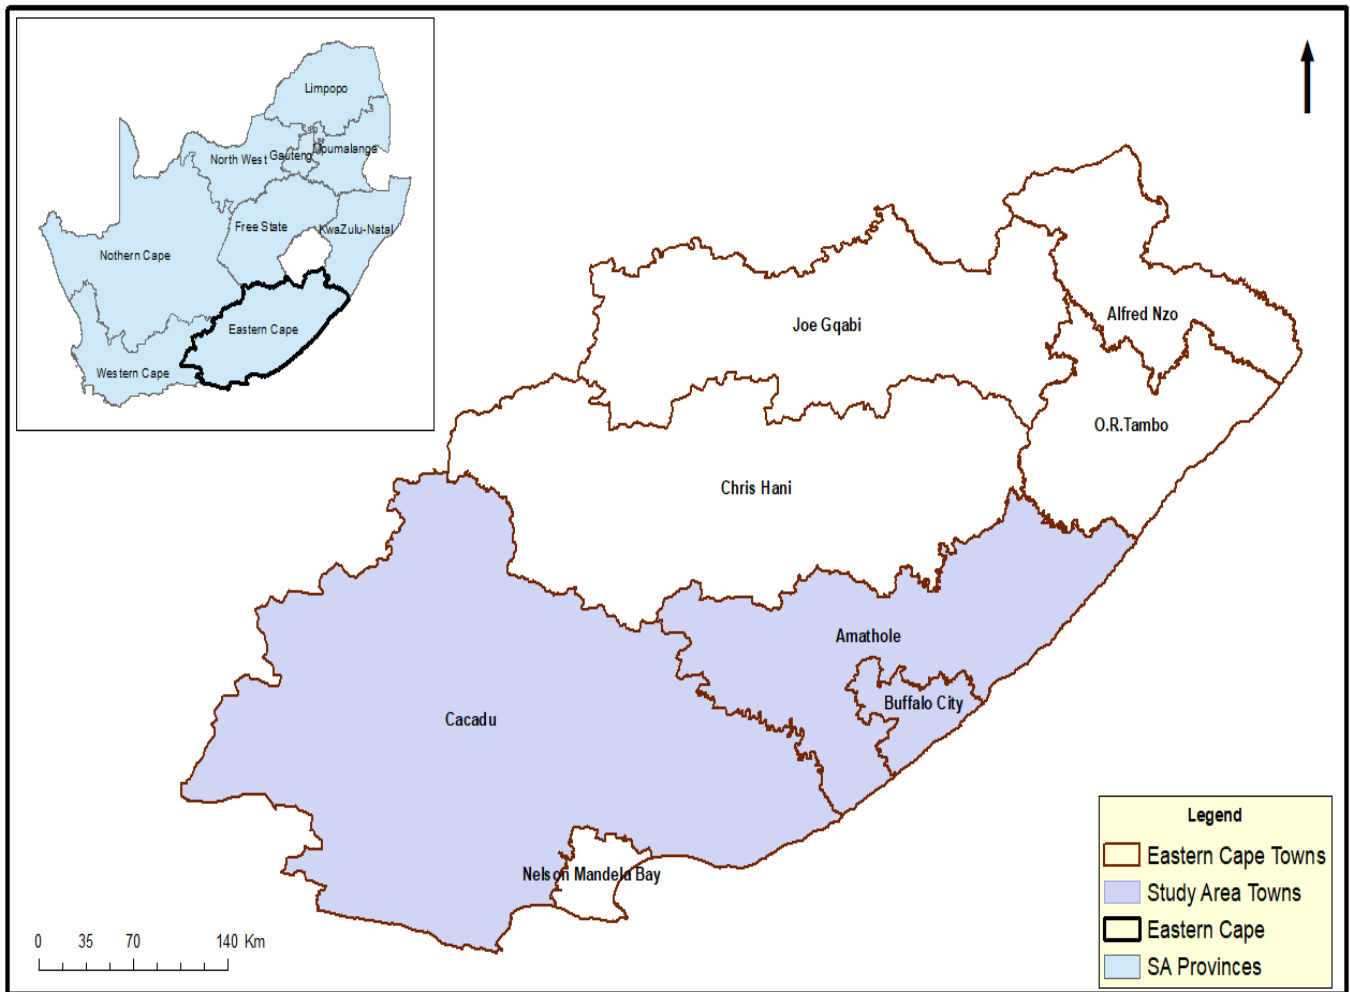 Limpopo
North West
Gauteng
Mpumalanga
Free State
KwaZulu-Natal
Nothern Cape
Eastern Cape
Western Cape
Joe Gqabi
Alfred Nzo
O.R.Tambo
Chris Hani
Amathole
Buffalo City
Cacadu
Nelson Mandela Bay
0 35 70 140 Km
Legend
Eastern Cape Towns
Study Area Towns
Eastern Cape
SA Provinces